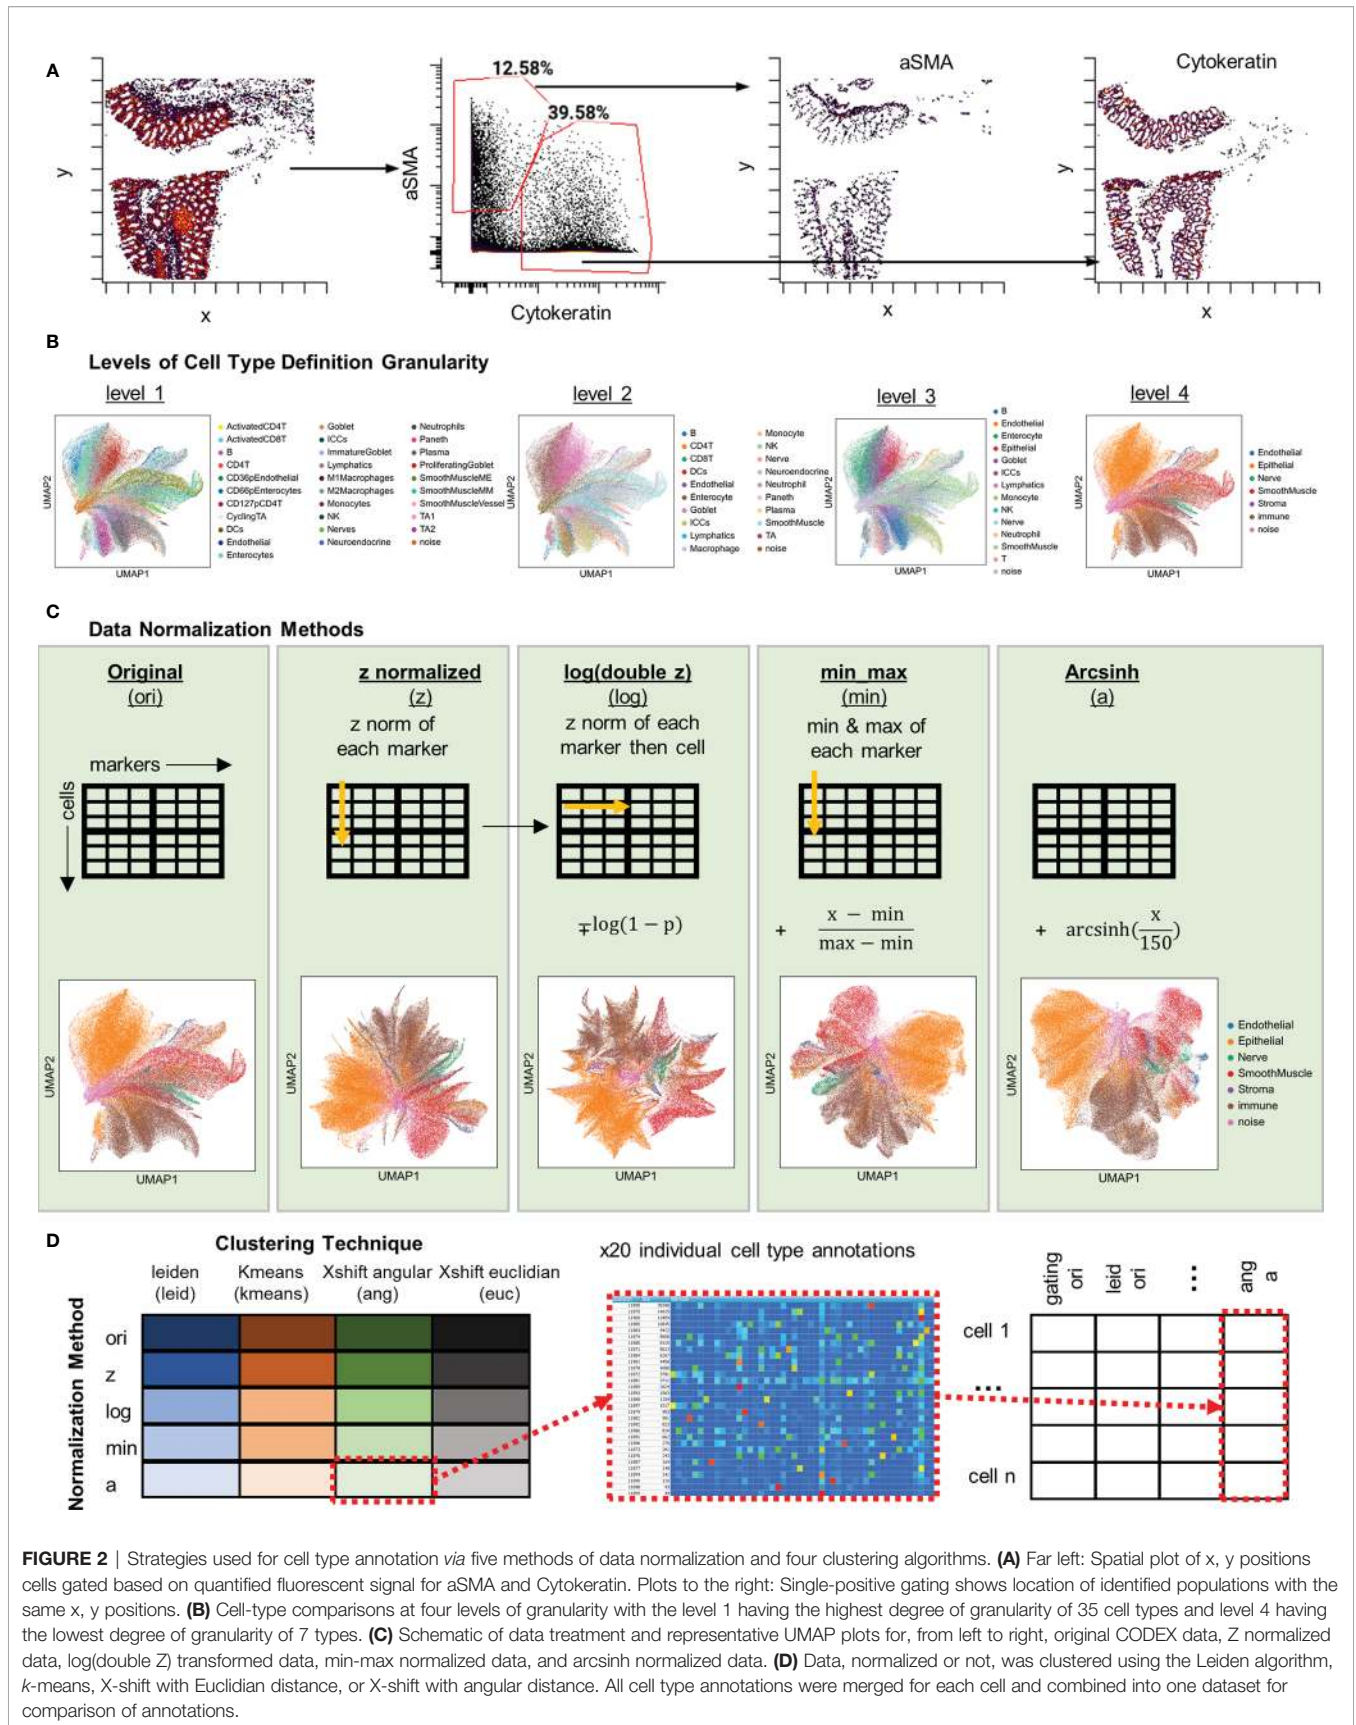 A
12.58%
39.58%
aSMA
Cytokeratin
y
x
aSMA
Cytokeratin
y
x
y
x
B
Levels of Cell Type Definition Granularity
level 1
UMAP2
UMAP1
ActivatedCD4T
ActivatedCD8T
B
CD4T
CD36pEndothelial
CD66pEnterocytes
CD127pCD4T
CyclingTA
DCs
Endothelial
Enterocytes
Goblet
ICCs
ImmatureGoblet
Lymphatics
M1Macrophages
M2Macrophages
Monocytes
NK
Nerves
Neuroendocrine
Neutrophils
Paneth
Plasma
ProliferatingGoblet
SmoothMuscleME
SmoothMuscleMM
SmoothMuscleVessel
TA1
TA2
noise
level 2
UMAP2
UMAP1
B
CD4T
CD8T
DCs
Endothelial
Enterocyte
Goblet
ICCs
Lymphatics
Macrophage
Monocyte
NK
Nerve
Neuroendocrine
Neutrophil
Paneth
Plasma
SmoothMuscle
TA
noise
level 3
UMAP2
UMAP1
B
Endothelial
Enterocyte
Epithelial
Goblet
ICCs
Lymphatics
Monocyte
NK
Nerve
Neutrophil
SmoothMuscle
T
noise
level 4
UMAP2
UMAP1
Endothelial
Epithelial
Nerve
SmoothMuscle
Stroma
immune
noise
C
Data Normalization Methods
Original
(ori)
markers
cells
UMAP2
UMAP1
z normalized
(z)
z norm of
each marker
UMAP2
UMAP1
log(double z)
(log)
z norm of each
marker then cell
∓log(1 − p)
UMAP2
UMAP1
min_max
(min)
min & max of
each marker
+ x − min
max − min
UMAP2
UMAP1
Arcsinh
(a)
+ arcsinh(x/150)
UMAP2
UMAP1
Endothelial
Epithelial
Nerve
SmoothMuscle
Stroma
immune
noise
D
Clustering Technique
leiden Kmeans Xshift angular Xshift euclidian
(leid) (kmeans) (ang) (euc)
Normalization Method
ori
z
log
min
a
x20 individual cell type annotations
gating ori
leid ori
...
ang a
cell 1
...
cell n
FIGURE 2 | Strategies used for cell type annotation via five methods of data normalization and four clustering algorithms. (A) Far left: Spatial plot of x, y positions
cells gated based on quantified fluorescent signal for aSMA and Cytokeratin. Plots to the right: Single-positive gating shows location of identified populations with the
same x, y positions. (B) Cell-type comparisons at four levels of granularity with the level 1 having the highest degree of granularity of 35 cell types and level 4 having
the lowest degree of granularity of 7 types. (C) Schematic of data treatment and representative UMAP plots for, from left to right, original CODEX data, Z normalized
data, log(double Z) transformed data, min-max normalized data, and arcsinh normalized data. (D) Data, normalized or not, was clustered using the Leiden algorithm,
k-means, X-shift with Euclidian distance, or X-shift with angular distance. All cell type annotations were merged for each cell and combined into one dataset for
comparison of annotations.